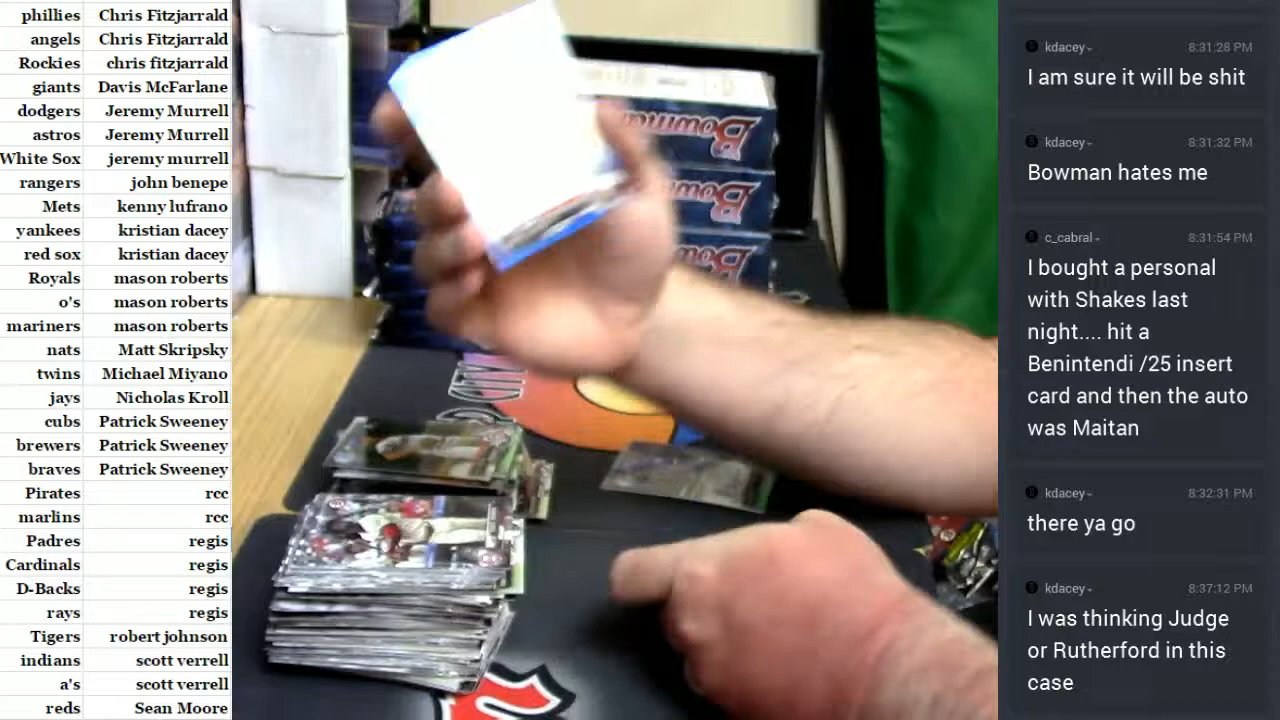 phillies Chris Fitzjarrald
angels Chris Fitzjarrald
Rockies chris fitzjarrald
giants Davis McFarlane
dodgers Jeremy Murrell
astros Jeremy Murrell
White Sox jeremy murrell
rangers john benepe
Mets kenny lufrano
yankees kristian dacey
red sox kristian dacey
Royals mason roberts
o's mason roberts
mariners mason roberts
nats Matt Skripsky
twins Michael Miyano
jays Nicholas Kroll
cubs Patrick Sweeney
brewers Patrick Sweeney
braves Patrick Sweeney
Pirates rcc
marlins rcc
Padres regis
Cardinals regis
D-Backs regis
rays regis
Tigers robert johnson
indians scott verrell
a's scott verrell
reds Sean Moore
Bowman
Bowman
Bowman
kdacey 8:31:28 PM
I am sure it will be shit
kdacey 8:31:32 PM
Bowman hates me
c_cabral 8:31:54 PM
I bought a personal
with Shakes last
night.... hit a
Benintendi /25 insert
card and then the auto
was Maitan
kdacey 8:32:31 PM
there ya go
kdacey 8:37:12 PM
I was thinking Judge
or Rutherford in this
case